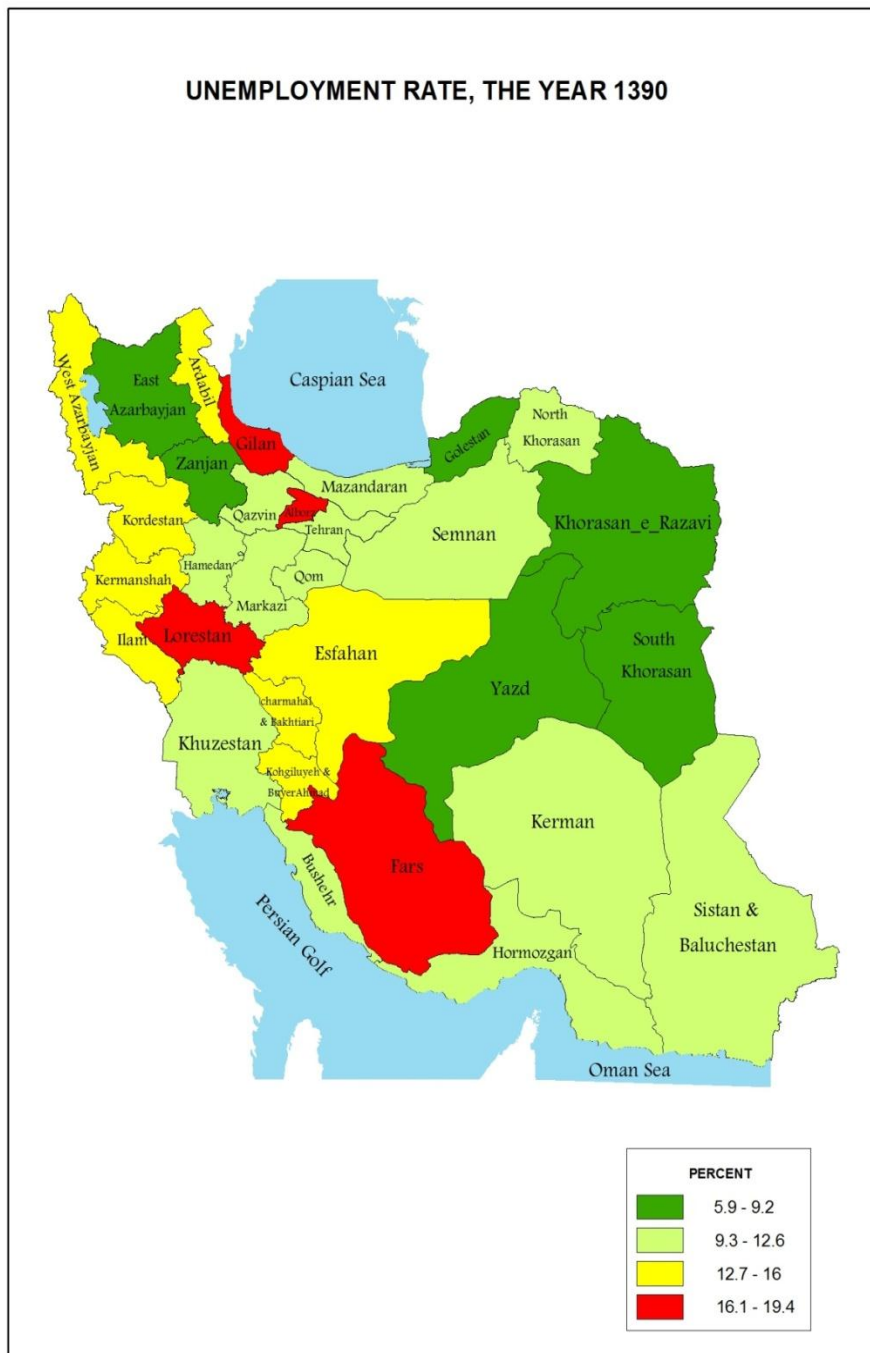 UNEMPLOYMENT RATE, THE YEAR 1390
Caspian Sea
West Azarbayjan
East
Azarbayjan
Ardabil
Gilan
Zanjan
Golestan
North
Khorasan
Mazandaran
Qazvin
Alborz
Tehran
Semnan
Khorasan_e_Razavi
Kordestan
Hamedan
Qom
Kermanshah
Markazi
Ilam
Lorestan
Esfahan
Yazd
South
Khorasan
charmahal
& Bakhtiari
Khuzestan
Kohgiluyeh &
BuyerAhmad
Kerman
Fars
Bushehr
Persian Golf
Sistan &
Baluchestan
Hormozgan
Oman Sea
PERCENT
5.9 - 9.2
9.3 - 12.6
12.7 - 16
16.1 - 19.4